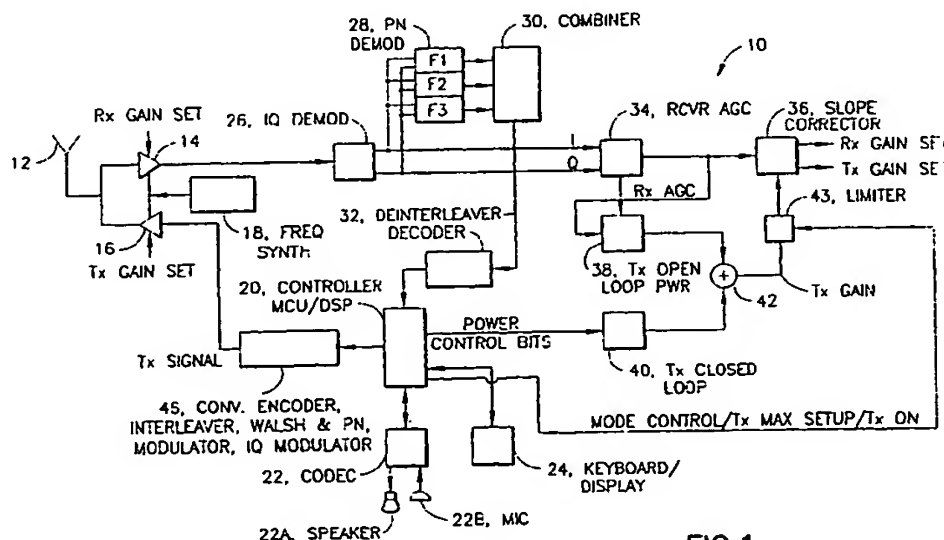 28, PN
DEMOD
30, COMBINER
10
F1
F2
F3
Rx GAIN SET
14
12
26, IQ DEMOD
34, RCVR AGC
36, SLOPE
CORRECTOR
I
Q
Rx GAIN SET
Tx GAIN SET
Rx AGC
43, LIMITER
18, FREQ
SYNTH
16
Tx GAIN SET
32, DEINTERLEAVER
DECODER
38, Tx OPEN
LOOP PWR
+
42
Tx GAIN
20, CONTROLLER
MCU/DSP
POWER
CONTROL BITS
Tx SIGNAL
40, Tx CLOSED
LOOP
45, CONV. ENCODER,
INTERLEAVER, WALSH & PN,
MODULATOR, IQ MODULATOR
MODE CONTROL/Tx MAX SETUP/Tx ON
22, CODEC
24, KEYBOARD/
DISPLAY
22A, SPEAKER
22B, MIC